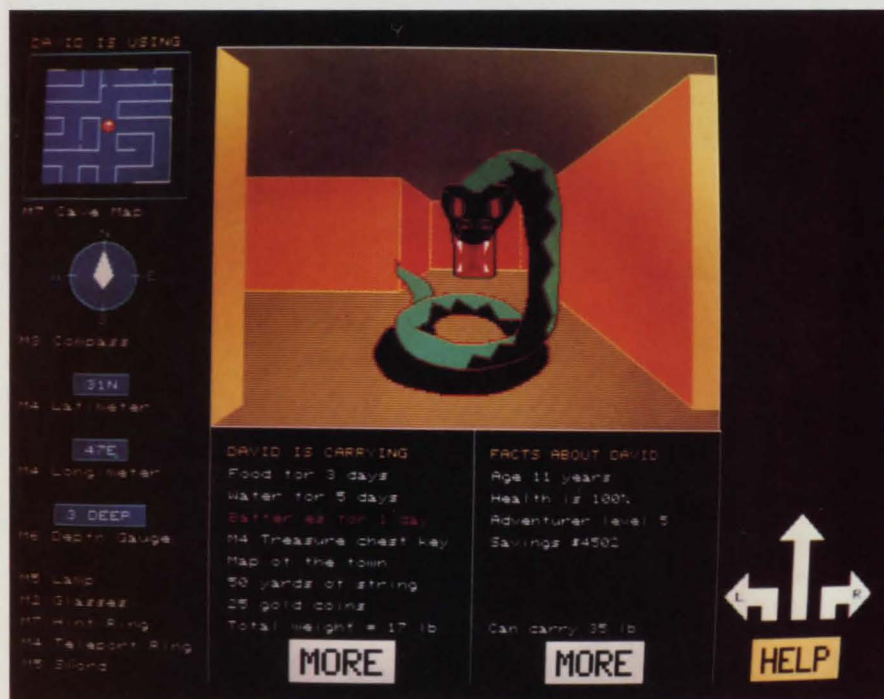 DAVID IS USING
M7 Cave Map
N
W
E
S
M3 Compass
31N
M4 Latimeter
47E
M4 Longimeter
3 DEEP
M6 Depth Gauge
M5 Lamp
M2 Glasses
M7 Hint Ring
M4 Teleport Ring
M5 Sword
DAVID IS CARRYING
Food for 3 days
Water for 5 days
Batteries for 1 day
M4 Treasure chest key
Map of the town
50 yards of string
25 gold coins
Total weight = 17 lb
MORE
FACTS ABOUT DAVID
Age 11 years
Health is 100%
Adventurer level 5
Savings $4502
Can carry 35 lb
MORE
L
R
HELP